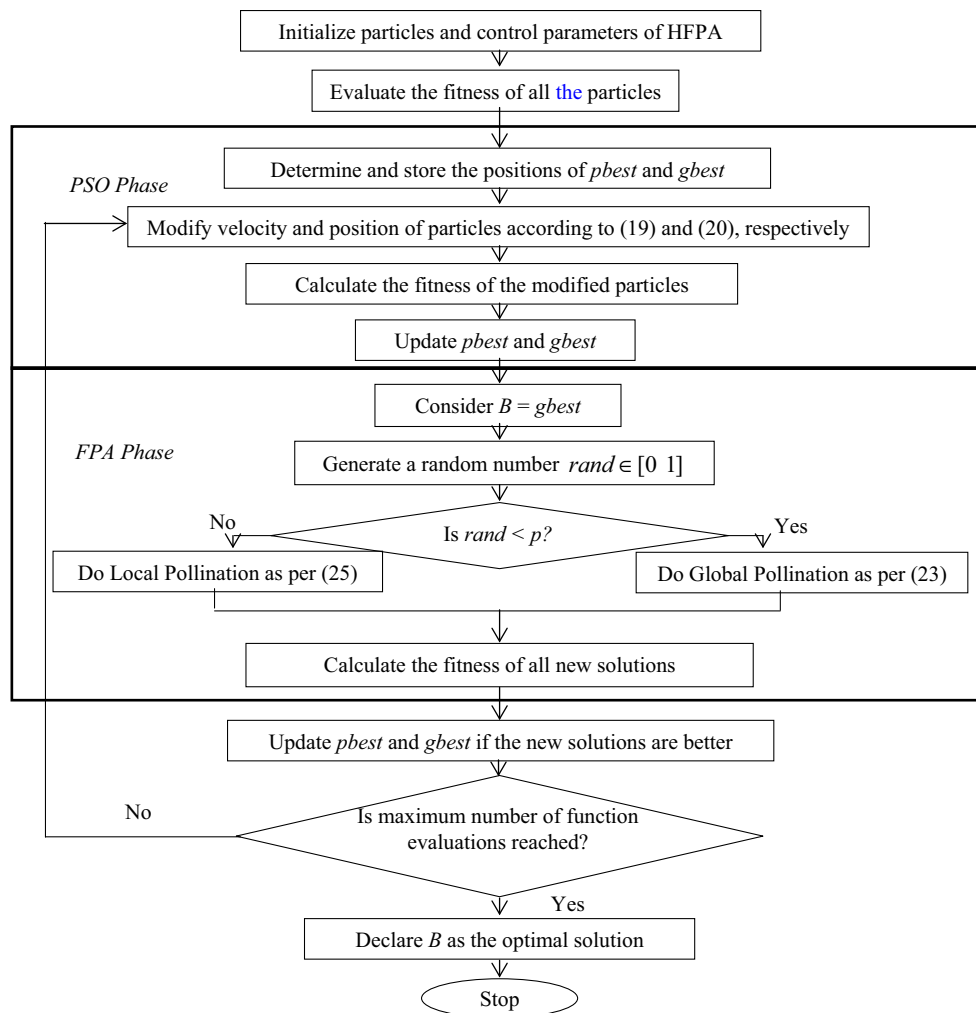 Initialize particles and control parameters of HFPA
Evaluate the fitness of all the particles
Determine and store the positions of pbest and gbest
PSO Phase
Modify velocity and position of particles according to (19) and (20), respectively
Calculate the fitness of the modified particles
Update pbest and gbest
Consider B = gbest
FPA Phase
Generate a random number rand ∈ [0 1]
No
Is rand < p?
Yes
Do Local Pollination as per (25)
Do Global Pollination as per (23)
Calculate the fitness of all new solutions
Update pbest and gbest if the new solutions are better
No
Is maximum number of function
evaluations reached?
Yes
Declare B as the optimal solution
Stop